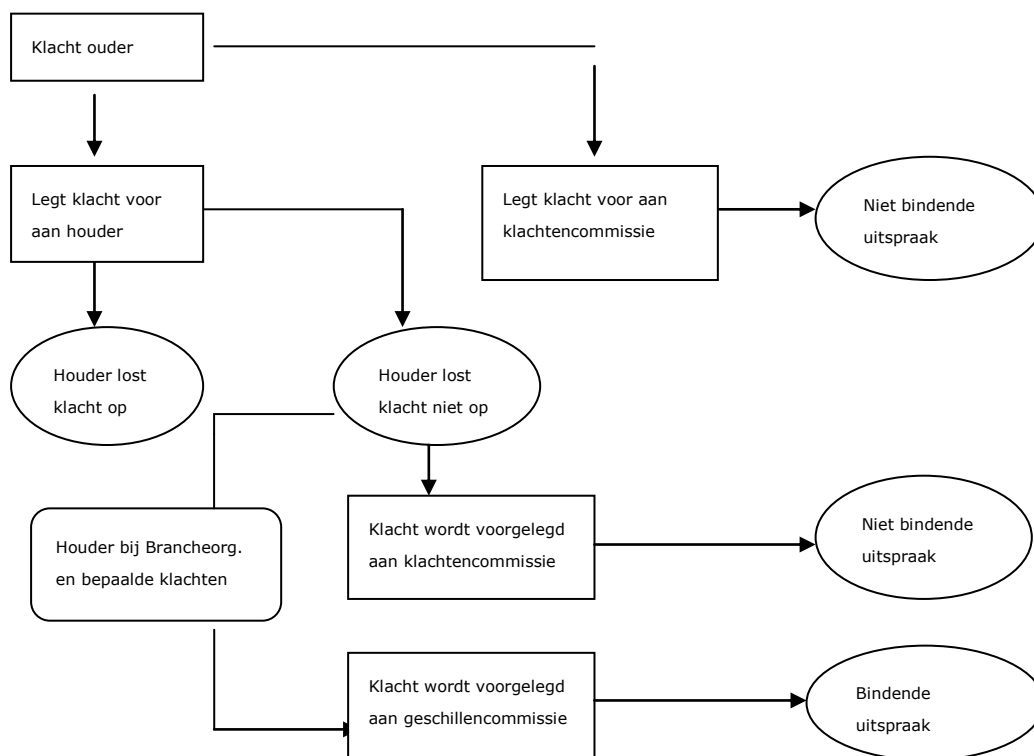 Klacht ouder
Legt klacht voor
aan houder
Legt klacht voor aan
klachtencommissie
Niet bindende
uitspraak
Houder lost
klacht op
Houder lost
klacht niet op
Klacht wordt voorgelegd
aan klachtencommissie
Niet bindende
uitspraak
Houder bij Brancheorg.
en bepaalde klachten
Klacht wordt voorgelegd
aan geschillencommissie
Bindende
uitspraak